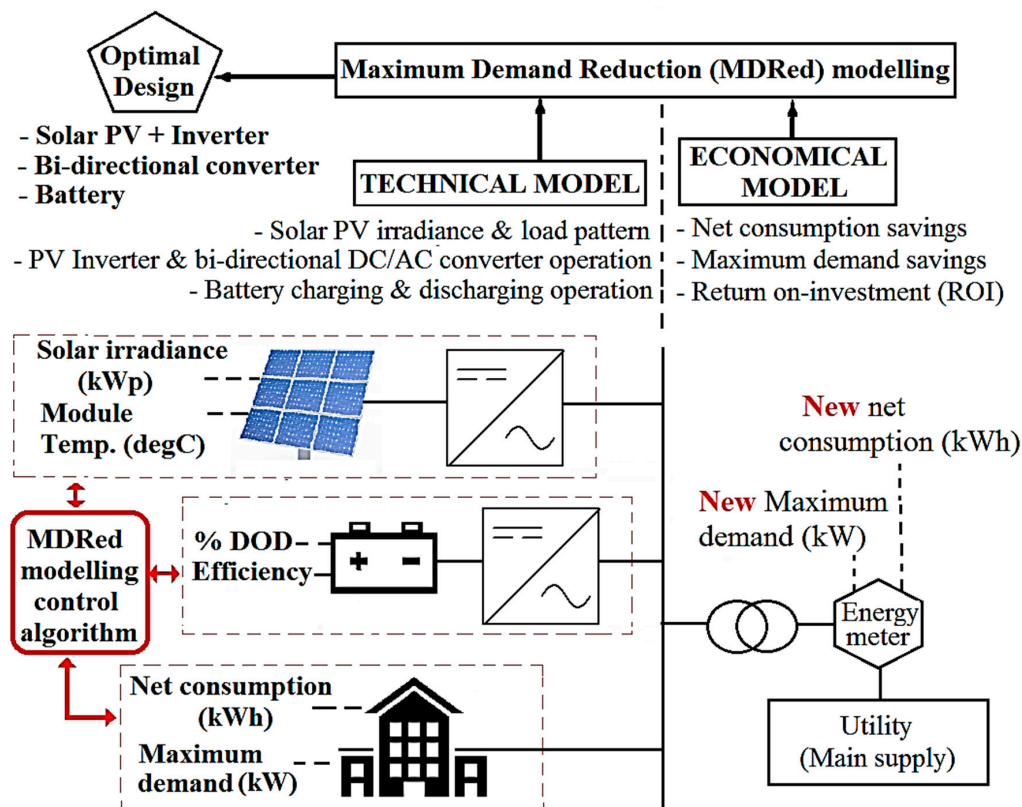 Optimal
Design
Maximum Demand Reduction (MDRed) modelling
- Solar PV + Inverter
- Bi-directional converter
- Battery
TECHNICAL MODEL
ECONOMICAL
MODEL
- Solar PV irradiance & load pattern
- PV Inverter & bi-directional DC/AC converter operation
- Battery charging & discharging operation
- Net consumption savings
- Maximum demand savings
- Return on-investment (ROI)
Solar irradiance
(kWp)
Module
Temp. (degC)
New net
consumption (kWh)
New Maximum
demand (kW)
MDRed
modelling
control
algorithm
% DOD
Efficiency
Energy
meter
Net consumption
(kWh)
Maximum
demand (kW)
Utility
(Main supply)